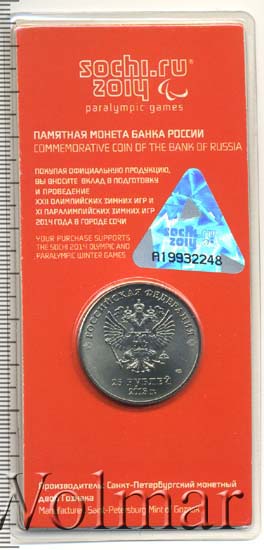 sochi.ru
2014
paralympic games
ПАМЯТНАЯ МОНЕТА БАНКА РОССИИ
COMMEMORATIVE COIN OF THE BANK OF RUSSIA
ПОКУПАЯ ОФИЦИАЛЬНУЮ ПРОДУКЦИЮ,
ВЫ ВНОСИТЕ ВКЛАД В ПОДГОТОВКУ
И ПРОВЕДЕНИЕ
XXII ОЛИМПИЙСКИХ ЗИМНИХ ИГР И
XI ПАРАЛИМПИЙСКИХ ЗИМНИХ ИГР
2014 ГОДА В ГОРОДЕ СОЧИ
YOUR PURCHASE SUPPORTS
THE SOCHI 2014 OLYMPIC AND
PARALYMPIC WINTER GAMES
sochi
2014
A19932248
РОССИЙСКАЯ ФЕДЕРАЦИЯ
25 РУБЛЕЙ
Производитель: Санкт-Петербургский монетный
двор Гознака
Manufacturer: Saint-Petersburg Mint of Goznak
Wolmar